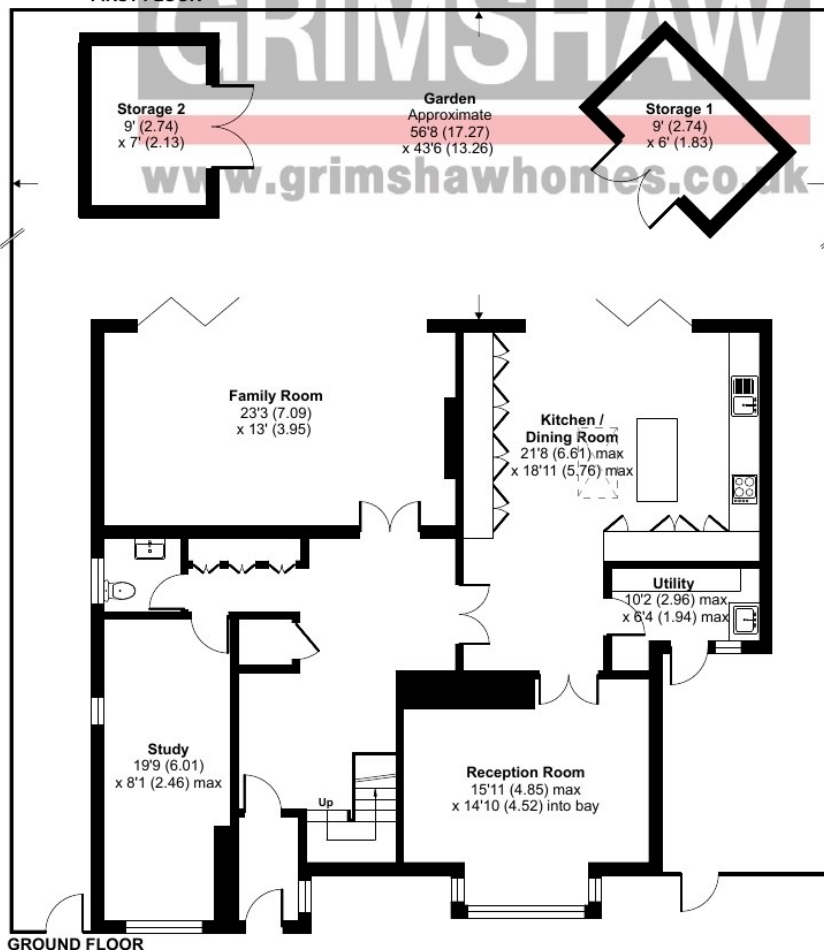 FIRST FLOOR
GRIMSHAW
Storage 2
9' (2.74)
x 7' (2.13)
Garden
Approximate
56'8 (17.27)
x 43'6 (13.26)
Storage 1
9' (2.74)
x 6' (1.83)
www.grimshawhomes.co.uk
Family Room
23'3 (7.09)
x 13' (3.95)
Kitchen /
Dining Room
21'8 (6.61) max
x 18'11 (5.76) max
Utility
10'2 (2.96) max
x 6'4 (1.94) max
Study
19'9 (6.01)
x 8'1 (2.46) max
Up
Reception Room
15'11 (4.85) max
x 14'10 (4.52) into bay
GROUND FLOOR